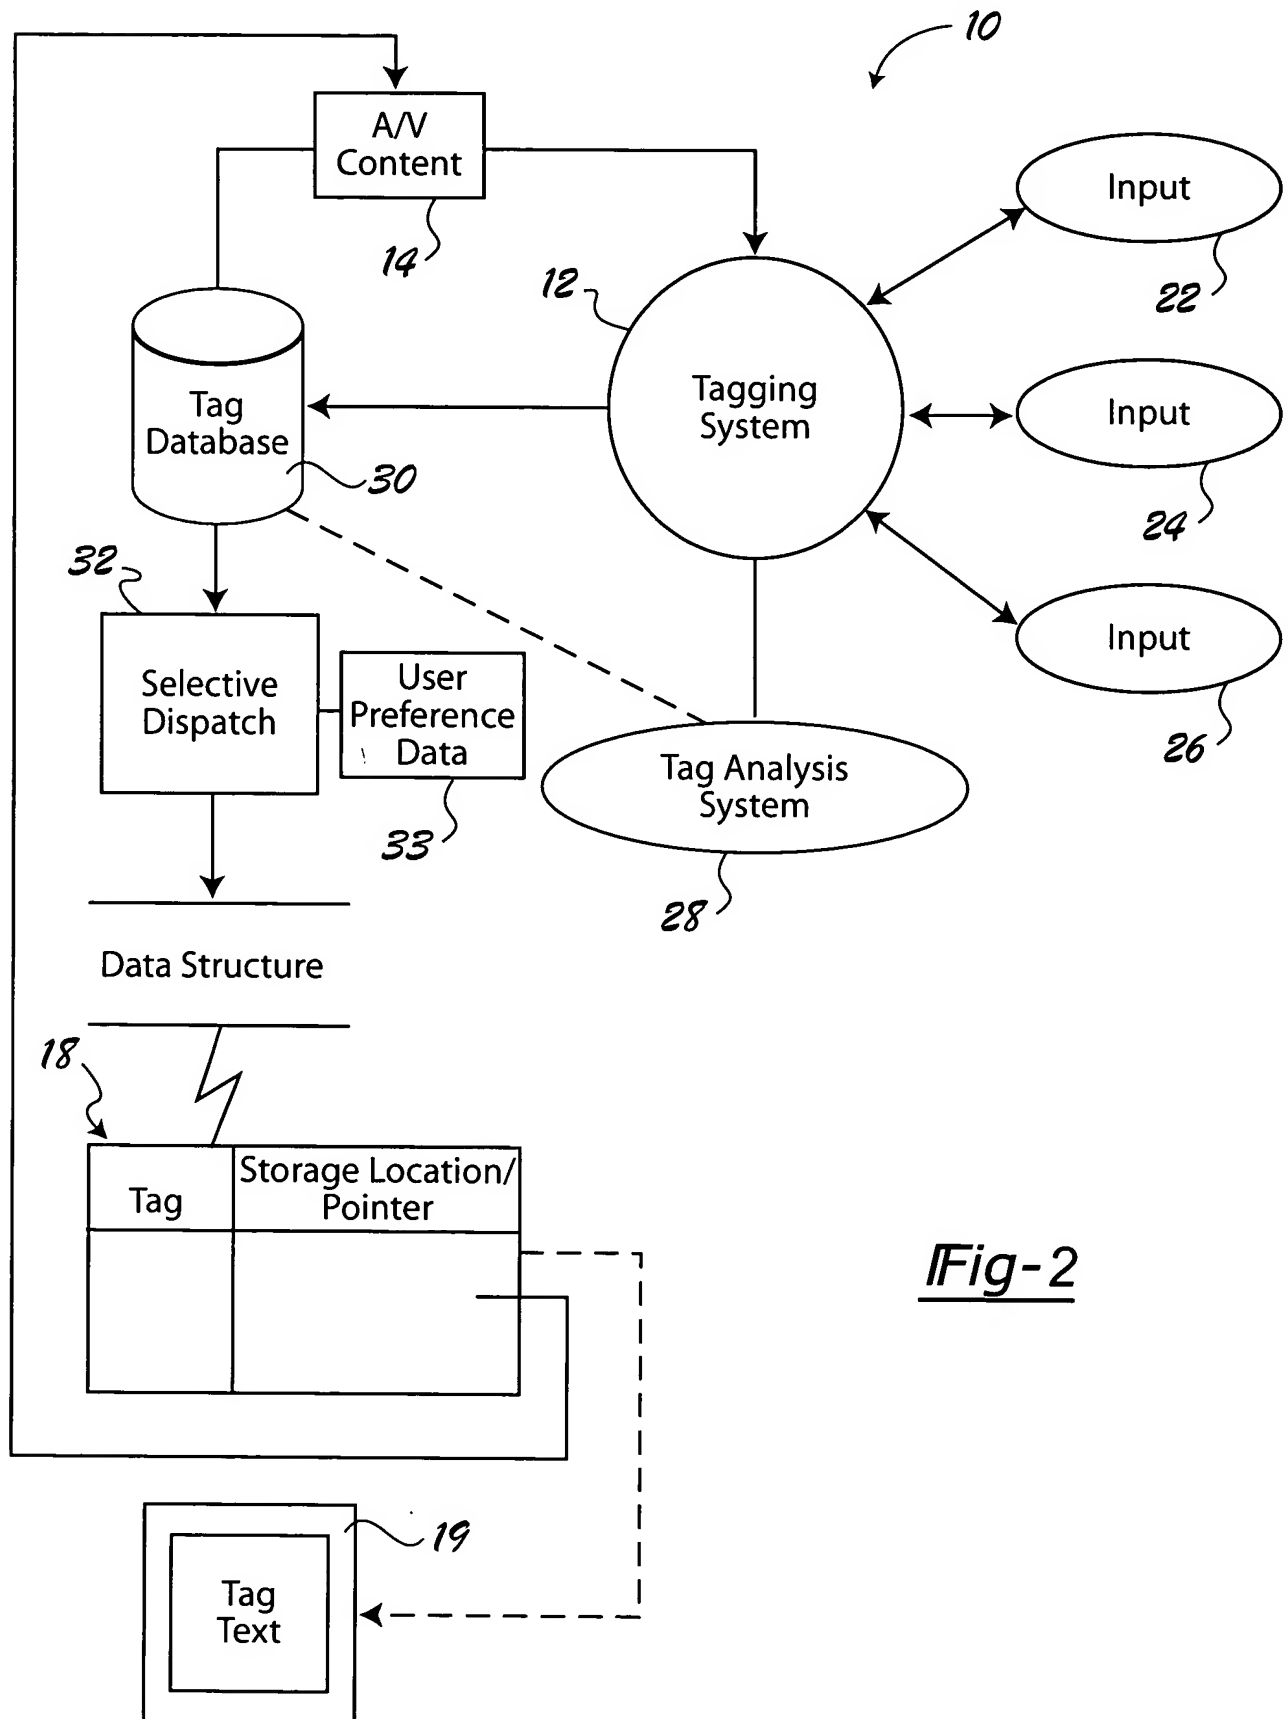 10
A/V
Content
14
Input
22
12
Tagging
System
Input
24
Tag
Database
30
Input
26
32
Selective
Dispatch
User
Preference
Data
33
Tag Analysis
System
28
Data Structure
18
Tag
Storage Location/
Pointer
Fig-2
19
Tag
Text